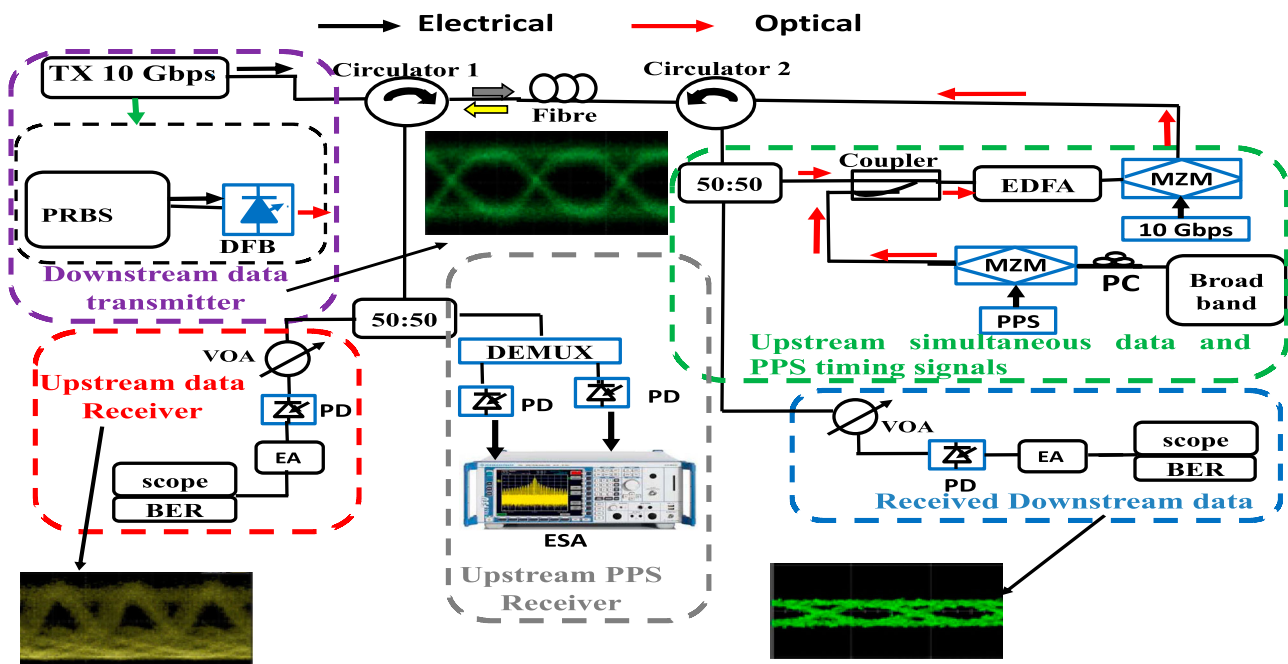 Electrical
Optical
TX 10 Gbps
Circulator 1
Circulator 2
Fibre
Coupler
50:50
EDFA
MZM
10 Gbps
PRBS
DFB
Downstream data
transmitter
MZM
PC
Broad
band
PPS
Upstream simultaneous data and
PPS timing signals
50:50
VOA
DEMUX
Upstream data
Receiver
PD
PD
PD
EA
scope
BER
ESA
Upstream PPS
Receiver
VOA
PD
EA
scope
BER
Received Downstream data